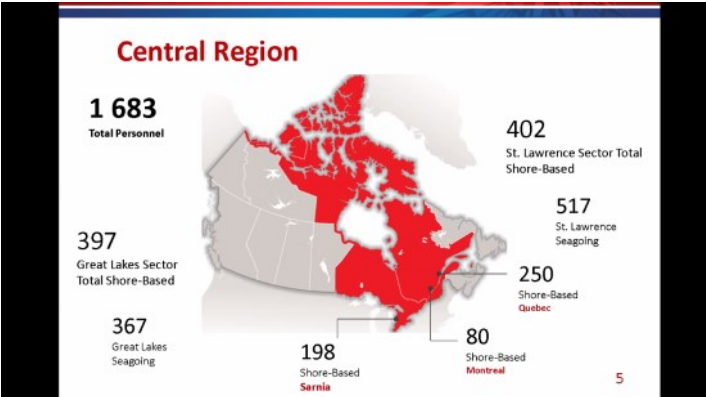 Central Region
1 683
Total Personnel
402
St. Lawrence Sector Total
Shore-Based
517
St. Lawrence
Seagoing
397
Great Lakes Sector
Total Shore-Based
250
Shore-Based
Quebec
367
Great Lakes
Seagoing
198
Shore-Based
Sarnia
80
Shore-Based
Montreal
5